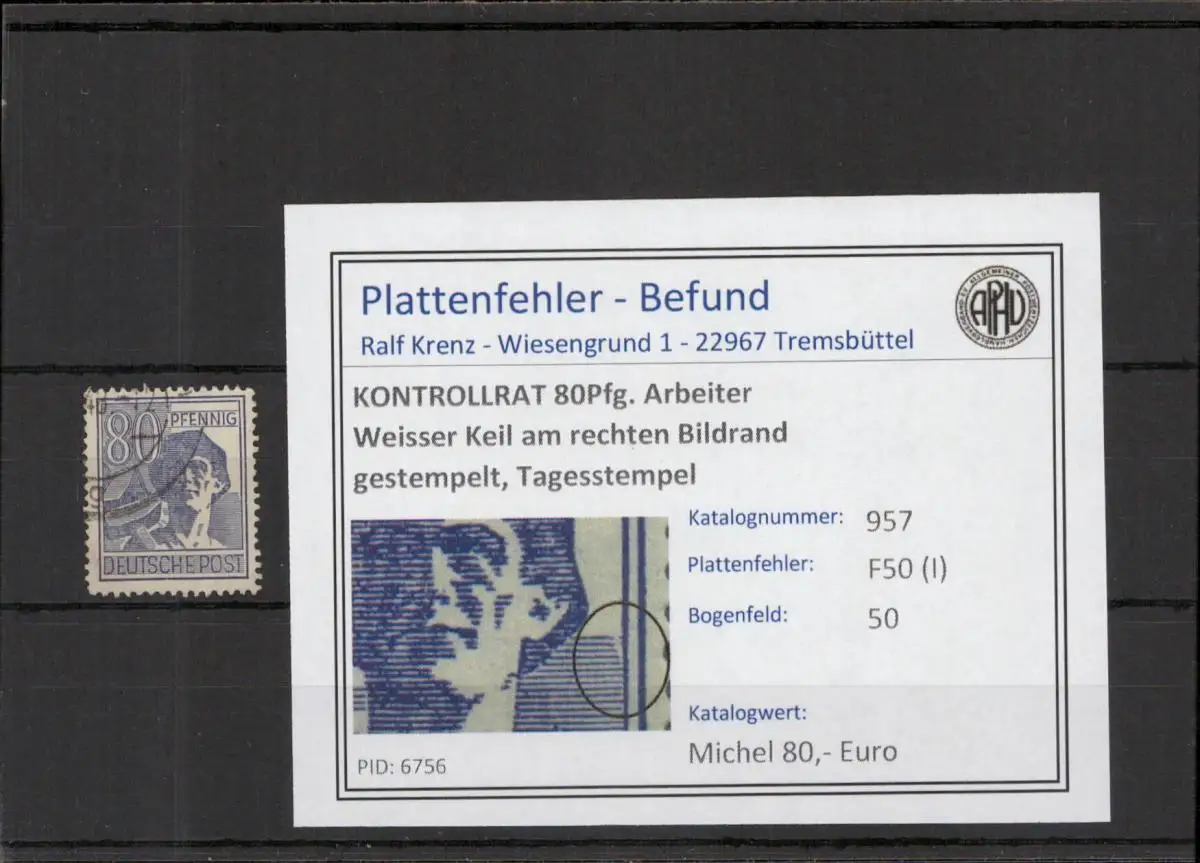 80 PFENNIG
DEUTSCHE POST
Plattenfehler - Befund
Ralf Krenz - Wiesengrund 1 - 22967 Tremsbüttel
APHV
KONTROLLRAT 80Pfg. Arbeiter
Weisser Keil am rechten Bildrand
gestempelt, Tagesstempel
Katalognummer: 957
Plattenfehler: F50 (I)
Bogenfeld: 50
Katalogwert:
Michel 80,- Euro
PID: 6756